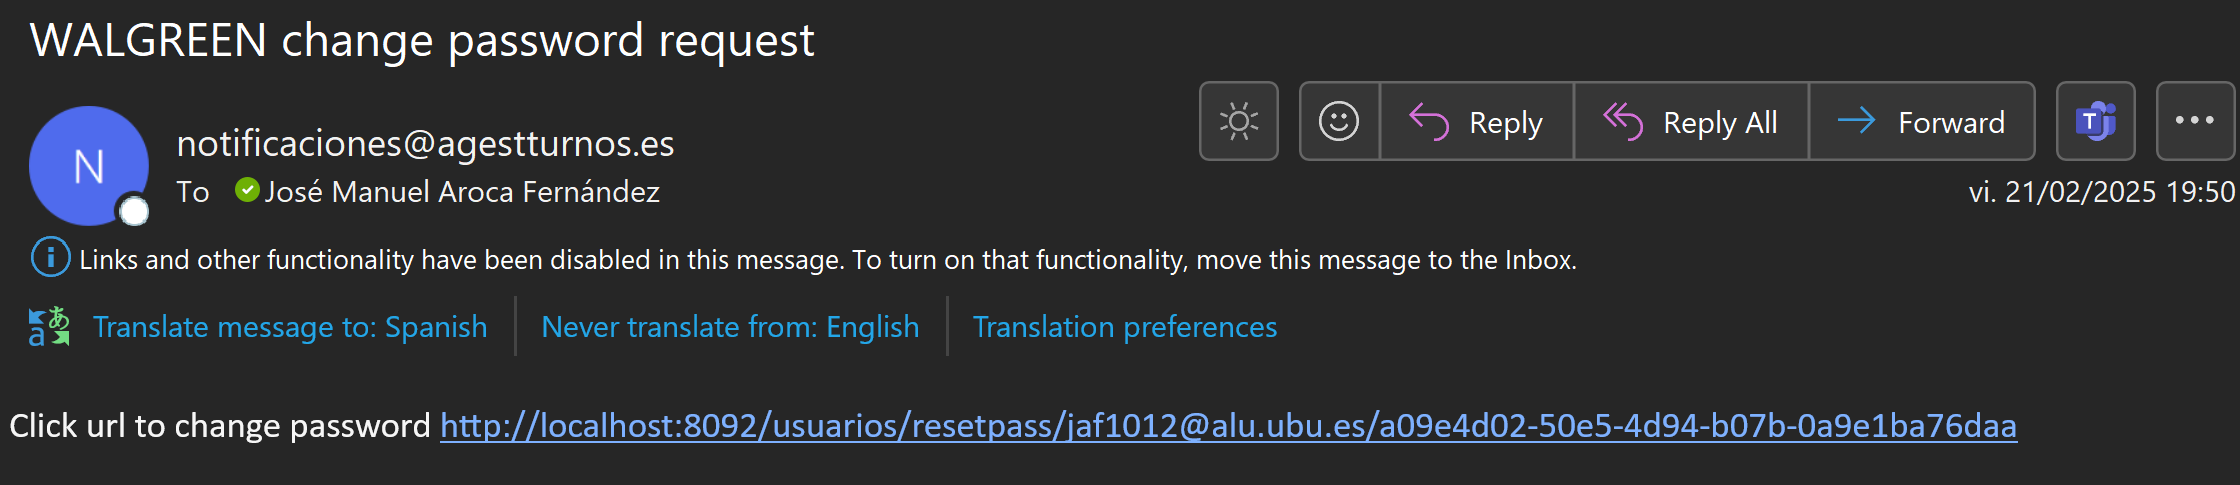 WALGREEN change password request
Reply Reply All Forward
N
notificaciones@agestturnos.es
To José Manuel Aroca Fernández
vi. 21/02/2025 19:50
Links and other functionality have been disabled in this message. To turn on that functionality, move this message to the Inbox.
Translate message to: Spanish Never translate from: English Translation preferences
Click url to change password http://localhost:8092/usuarios/resetpass/jaf1012@alu.ubu.es/a09e4d02-50e5-4d94-b07b-0a9e1ba76daa